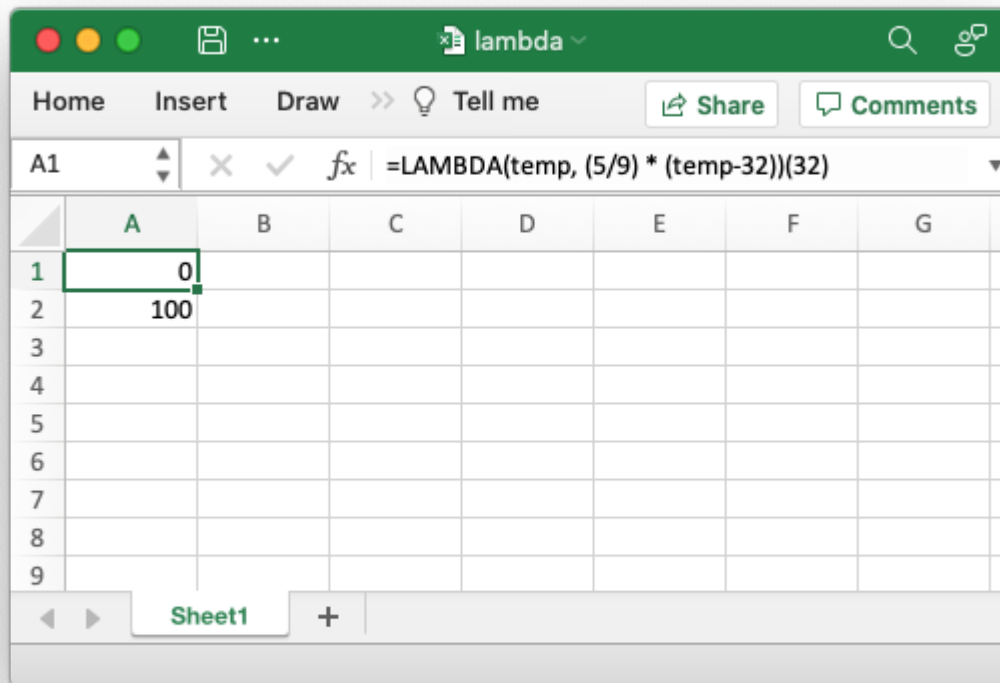 lambda
Home Insert Draw Tell me Share Comments
A1 fx =LAMBDA(temp, (5/9) * (temp-32))(32)
A B C D E F G
1 0
2 100
3
4
5
6
7
8
9
Sheet1 +